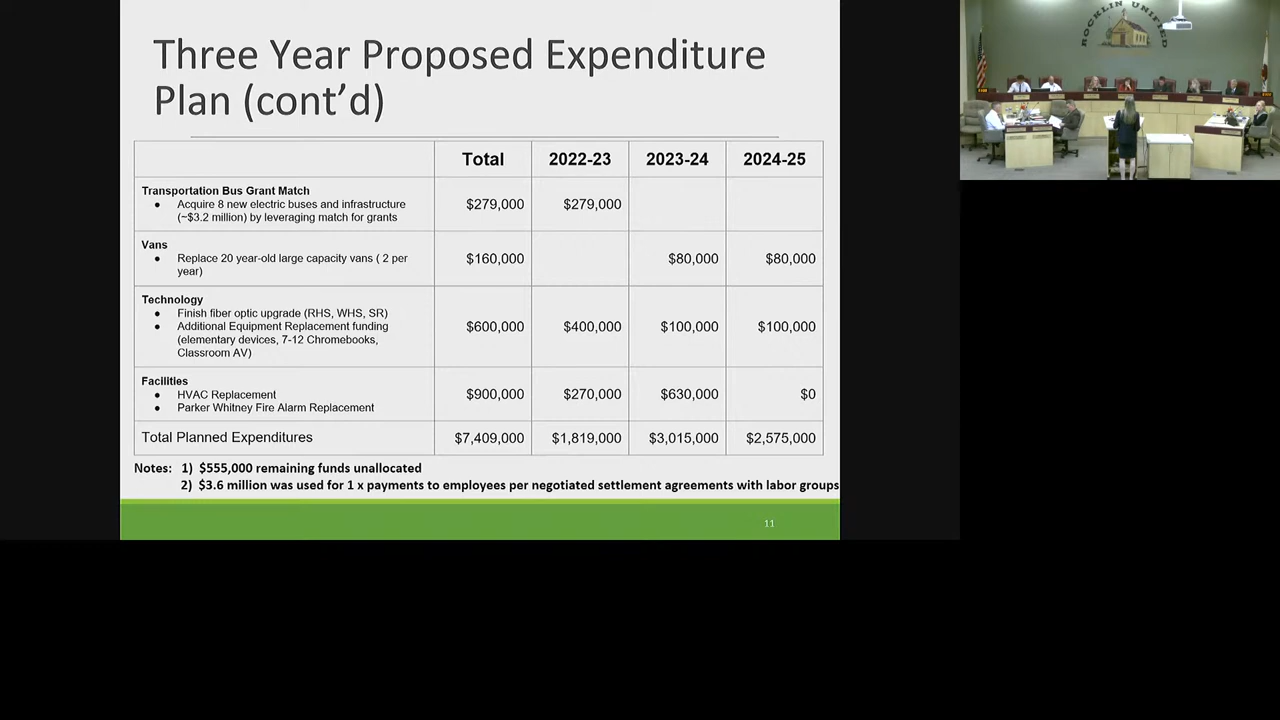 Three Year Proposed Expenditure
Plan (cont’d)
Total 2022-23 2023-24 2024-25
Transportation Bus Grant Match
● Acquire 8 new electric buses and infrastructure
(~$3.2 million) by leveraging match for grants
$279,000 $279,000
Vans
● Replace 20 year-old large capacity vans ( 2 per
year)
$160,000 $80,000 $80,000
Technology
● Finish fiber optic upgrade (RHS, WHS, SR)
● Additional Equipment Replacement funding
(elementary devices, 7-12 Chromebooks,
Classroom AV)
$600,000 $400,000 $100,000 $100,000
Facilities
● HVAC Replacement
● Parker Whitney Fire Alarm Replacement
$900,000 $270,000 $630,000 $0
Total Planned Expenditures $7,409,000 $1,819,000 $3,015,000 $2,575,000
Notes: 1) $555,000 remaining funds unallocated
2) $3.6 million was used for 1 x payments to employees per negotiated settlement agreements with labor groups
11
ROCKLIN UNIFIED